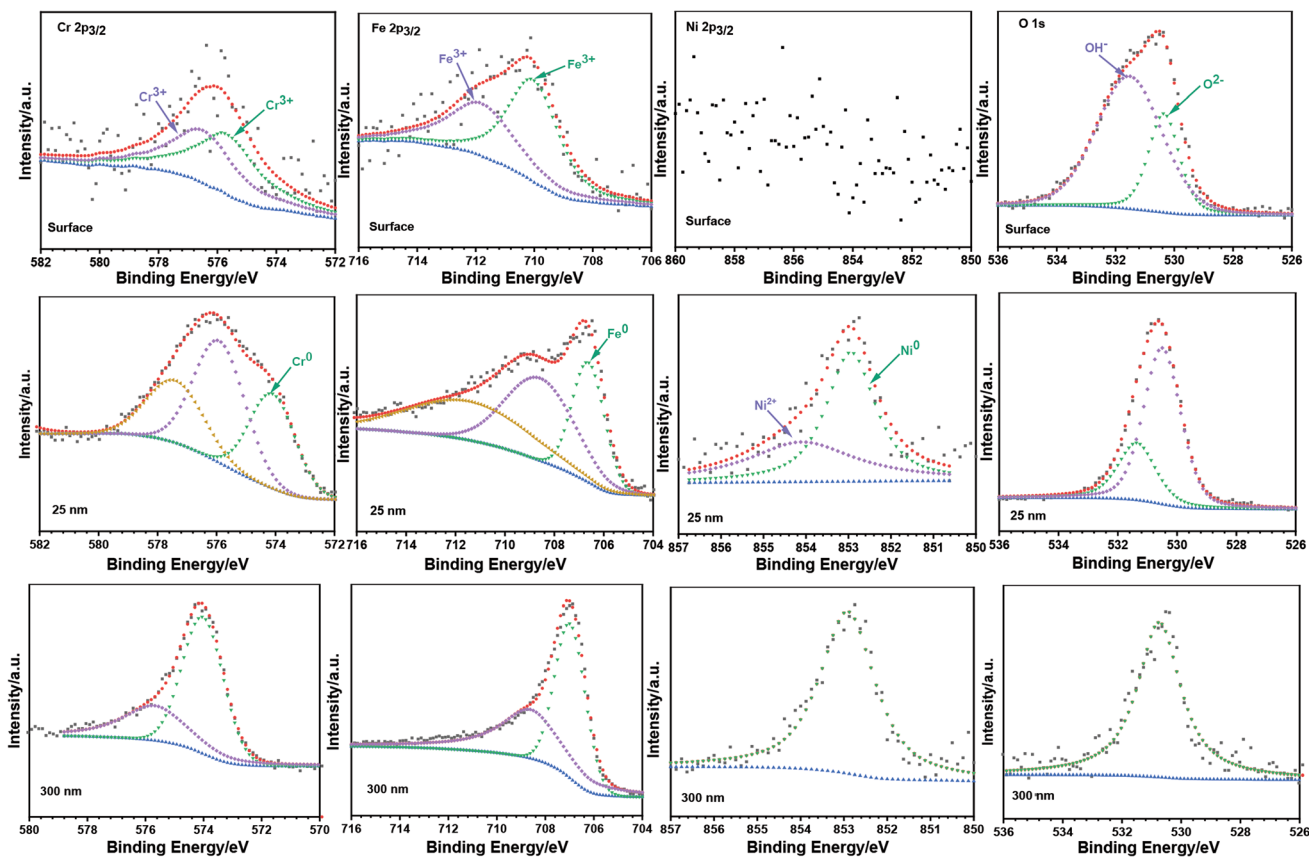 Cr 2p3/2
Cr3+
Cr3+
Intensity/a.u.
Surface
582 580 578 576 574 572
Binding Energy/eV
Fe 2p3/2
Fe3+
Fe3+
Intensity/a.u.
Surface
716 714 712 710 708 706
Binding Energy/eV
Ni 2p3/2
Intensity/a.u.
Surface
860 858 856 854 852 850
Binding Energy/eV
O 1s
OH-
O2-
Intensity/a.u.
Surface
536 534 532 530 528 526
Binding Energy/eV
Cr0
Intensity/a.u.
25 nm
582 580 578 576 574 572
Binding Energy/eV
Fe0
Intensity/a.u.
25 nm
716 714 712 710 708 706 704
Binding Energy/eV
Ni0
Ni2+
Intensity/a.u.
25 nm
857 856 855 854 853 852 851 850
Binding Energy/eV
Intensity/a.u.
25 nm
536 534 532 530 528 526
Binding Energy/eV
Intensity/a.u.
300 nm
580 578 576 574 572 570
Binding Energy/eV
Intensity/a.u.
300 nm
716 714 712 710 708 706 704
Binding Energy/eV
Intensity/a.u.
300 nm
857 856 855 854 853 852 851 850
Binding Energy/eV
Intensity/a.u.
300 nm
536 534 532 530 528 526
Binding Energy/eV